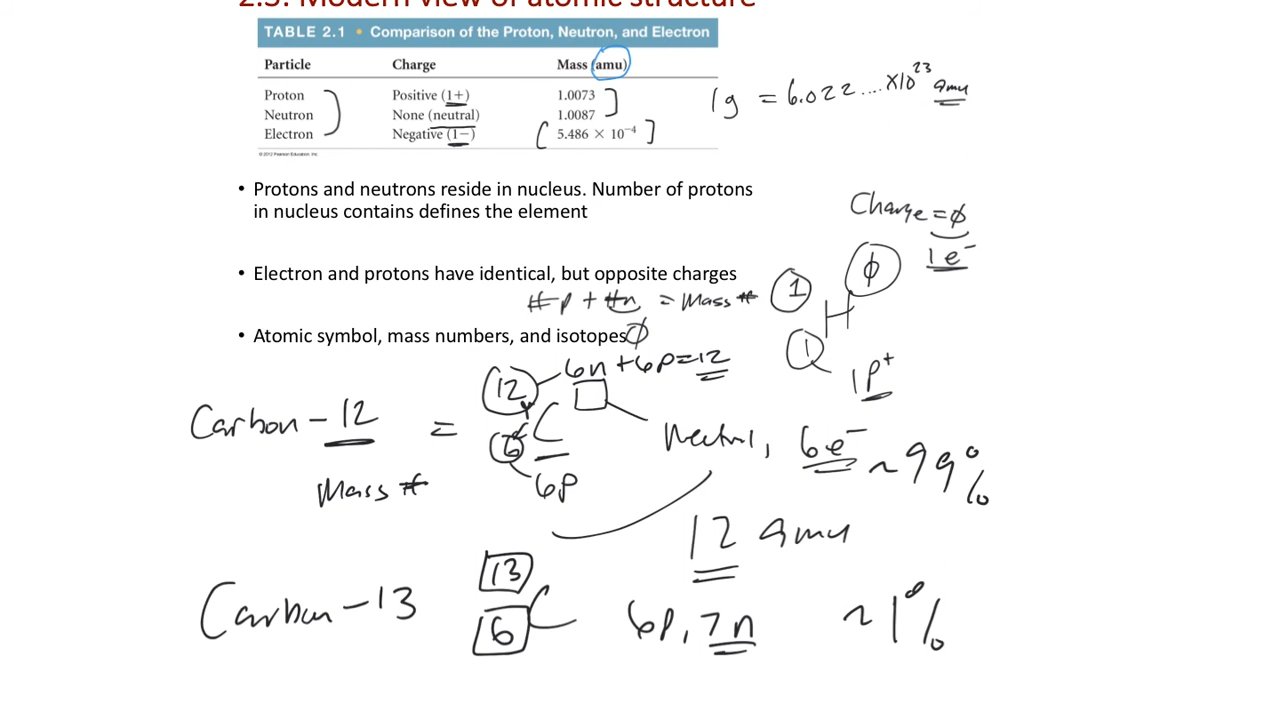 2.3: Modern view of atomic structure
TABLE 2.1 • Comparison of the Proton, Neutron, and Electron
Particle Charge Mass (amu)
Proton Positive (1+) 1.0073
Neutron None (neutral) 1.0087
Electron Negative (1−) 5.486 × 10⁻⁴
© 2012 Pearson Education, Inc.
1g = 6.022.... x10²³ amu
• Protons and neutrons reside in nucleus. Number of protons
in nucleus contains defines the element
Charge = ϕ
1e⁻
• Electron and protons have identical, but opposite charges
#p + #n = Mass #
1 H ϕ
1
1p⁺
• Atomic symbol, mass numbers, and isotopes
ϕ
6n + 6p = 12
Carbon - 12 = 12 C
6
6p
Mass #
Neutral, 6e⁻ ~99%
12 amu
Carbon - 13 13 C 6p, 7n ~1%
6